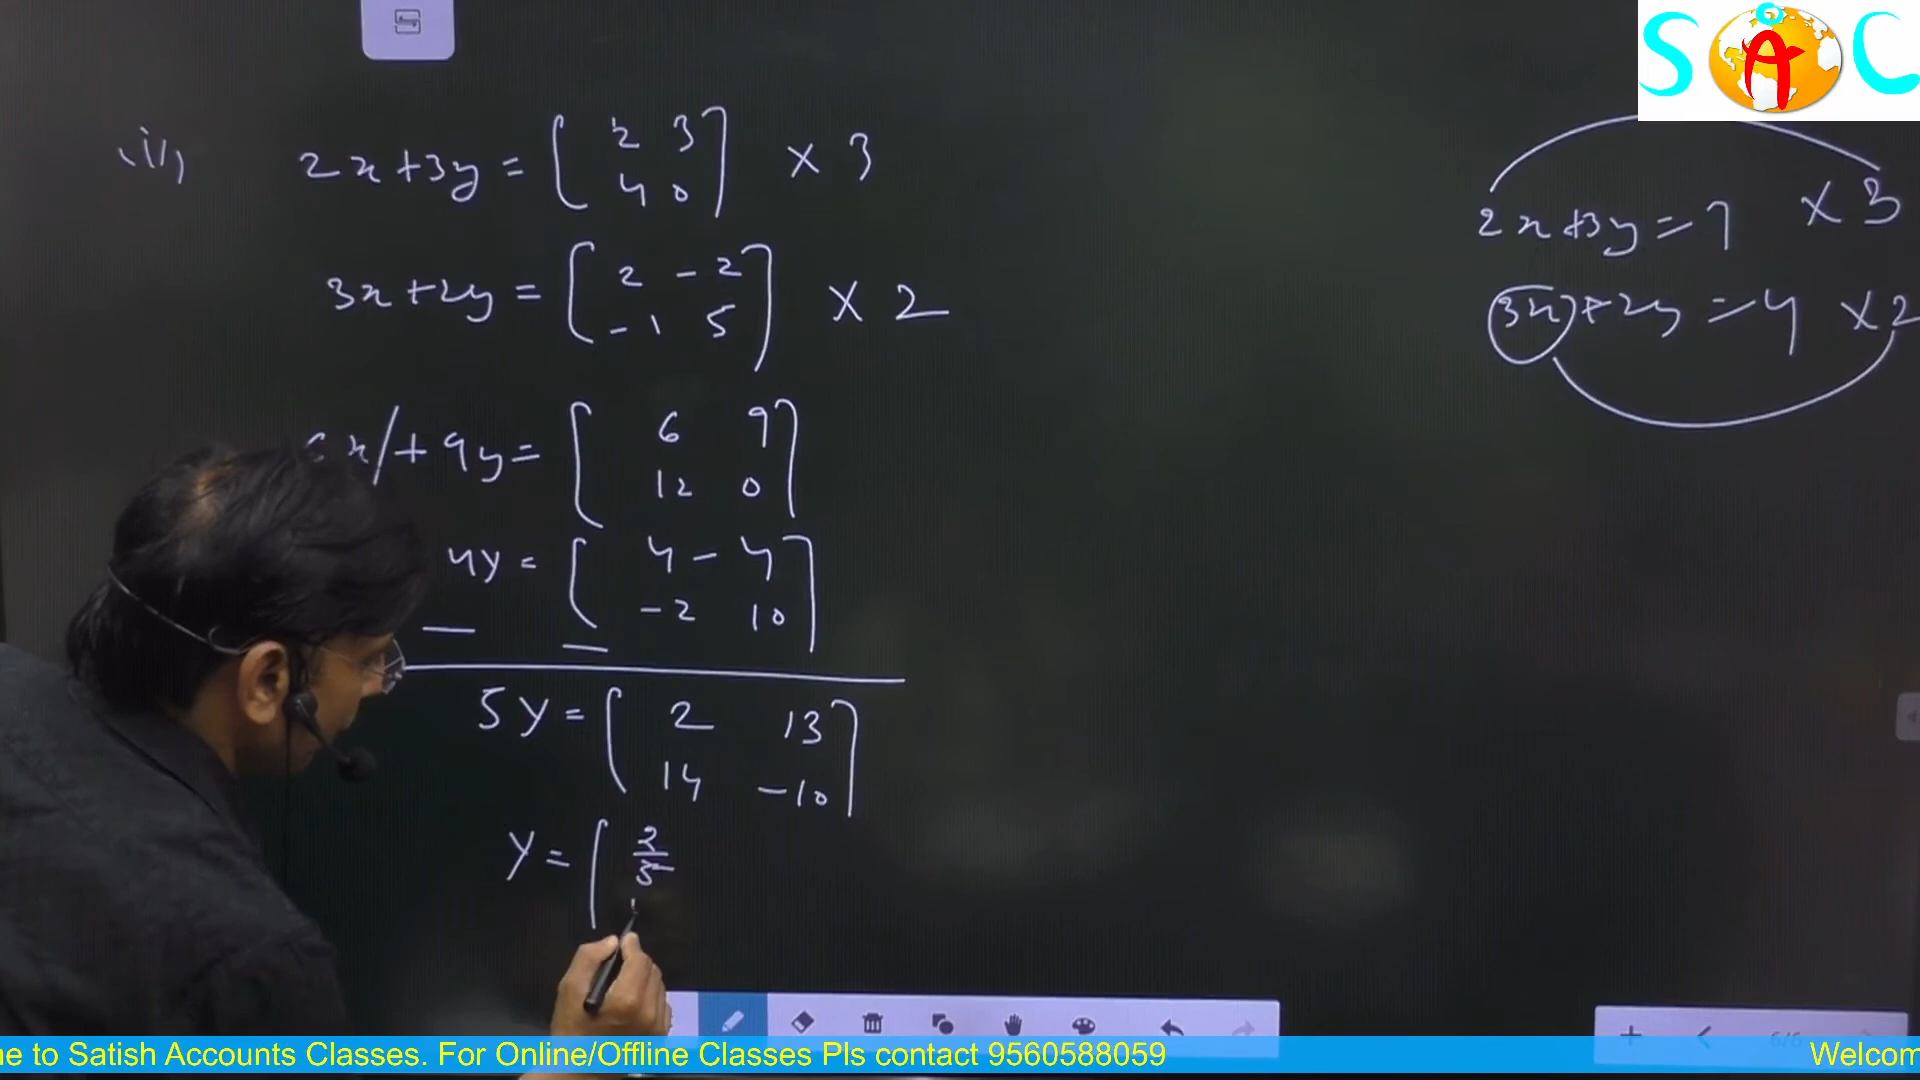 (ii) 2x+3y = [ 2 3 ] × 3
4 0
3x+2y = [ 2 -2 ] × 2
-1 5
x + 9y = [ 6 9 ]
12 0
4y = [ 4 -4 ]
-2 10
5y = [ 2 13 ]
14 -10
y = [ 2/5
SAC
2x+3y = 7 × 3
3x+2y = 4 × 2
6/6
e to Satish Accounts Classes. For Online/Offline Classes Pls contact 9560588059 Welcom